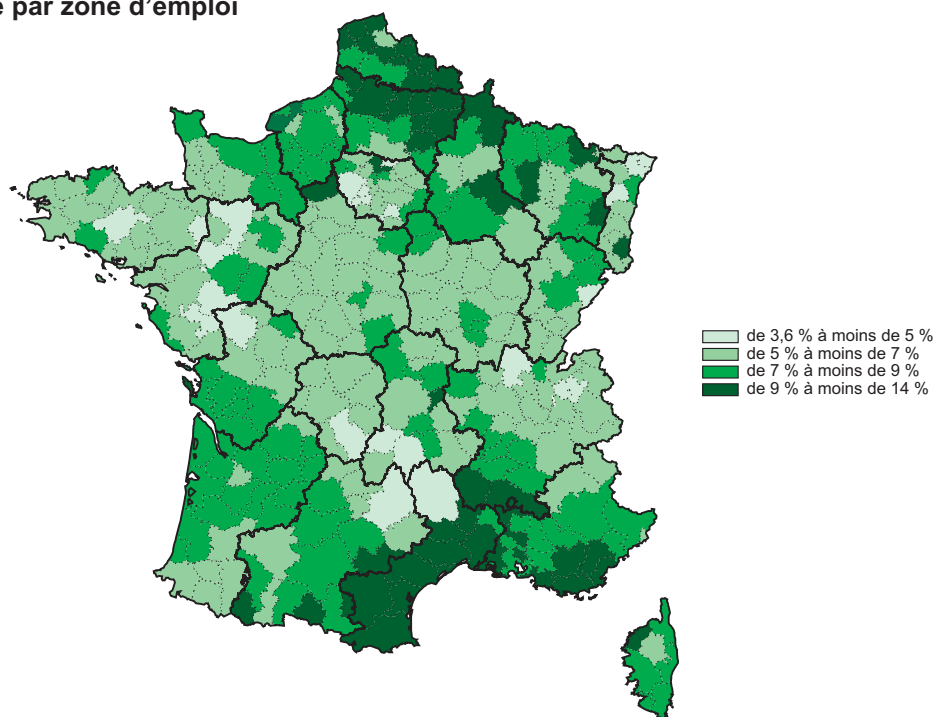 par zone d'emploi
de 3,6 % à moins de 5 %
de 5 % à moins de 7 %
de 7 % à moins de 9 %
de 9 % à moins de 14 %